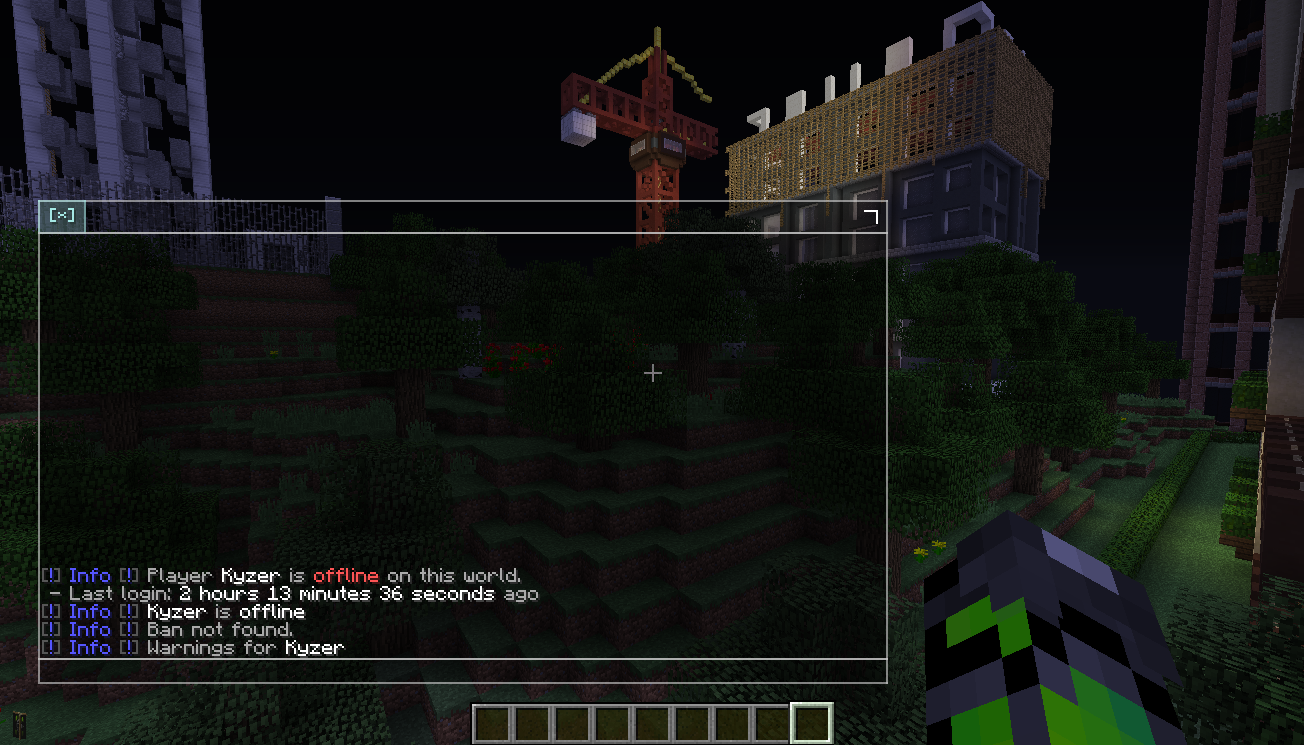 [×]
[!] Info [!] Player Kyzer is offline on this world.
- Last login: 2 hours 13 minutes 36 seconds ago
[!] Info [!] Kyzer is offline
[!] Info [!] Ban not found.
[!] Info [!] Warnings for Kyzer